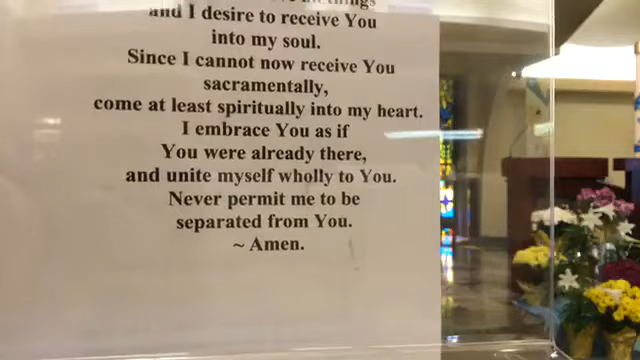 things
and I desire to receive You
into my soul.
Since I cannot now receive You
sacramentally,
come at least spiritually into my heart.
I embrace You as if
You were already there,
and unite myself wholly to You.
Never permit me to be
separated from You.
~ Amen.